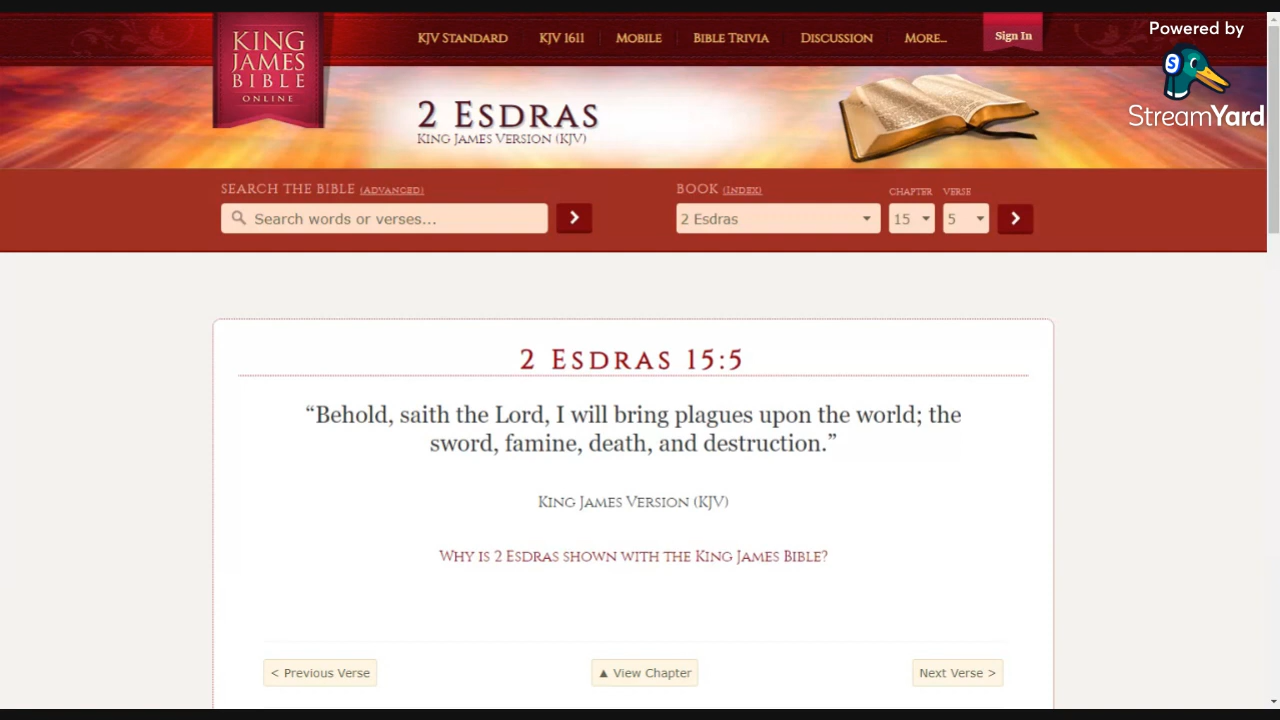 KING
JAMES
BIBLE
ONLINE
KJV STANDARD KJV 1611 MOBILE BIBLE TRIVIA DISCUSSION MORE... Sign In
Powered by
S
StreamYard
2 ESDRAS
KING JAMES VERSION (KJV)
SEARCH THE BIBLE (ADVANCED) BOOK (INDEX) CHAPTER VERSE
Search words or verses... 2 Esdras 15 5
2 ESDRAS 15:5
“Behold, saith the Lord, I will bring plagues upon the world; the
sword, famine, death, and destruction.”
KING JAMES VERSION (KJV)
WHY IS 2 ESDRAS SHOWN WITH THE KING JAMES BIBLE?
< Previous Verse ▲ View Chapter Next Verse >